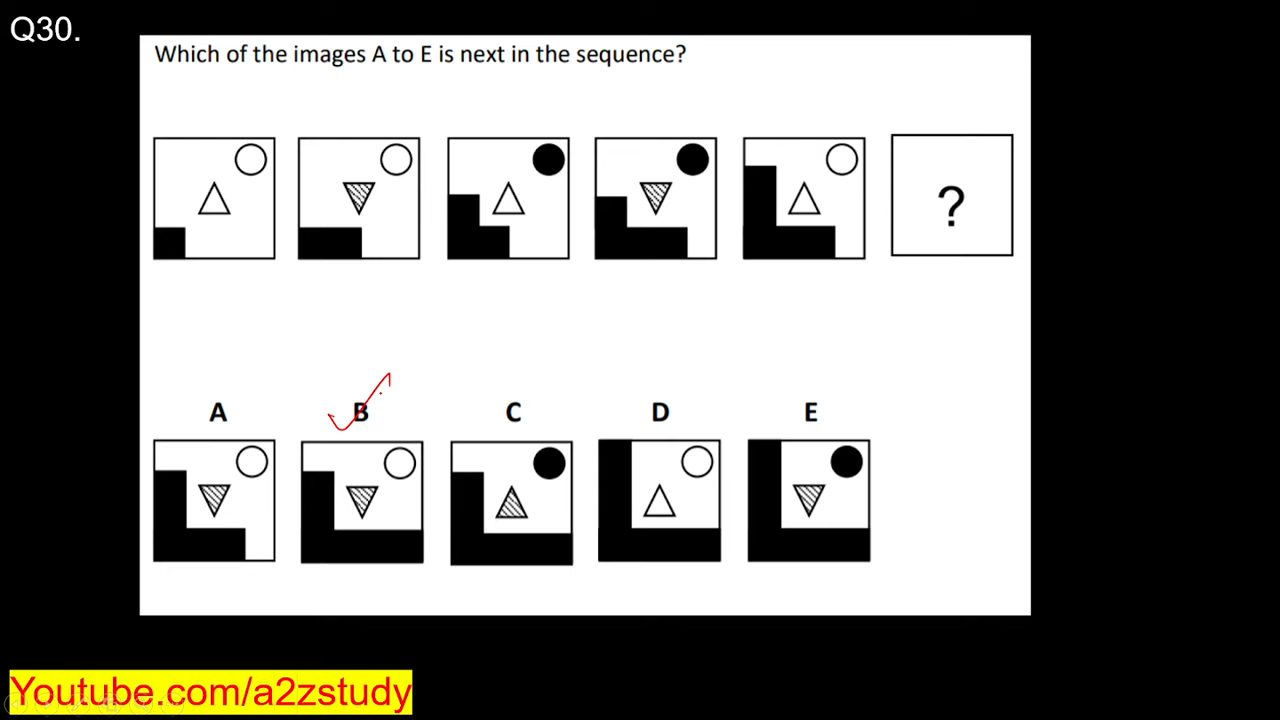 Q30.
Which of the images A to E is next in the sequence?
?
A B C D E
Youtube.com/a2zstudy